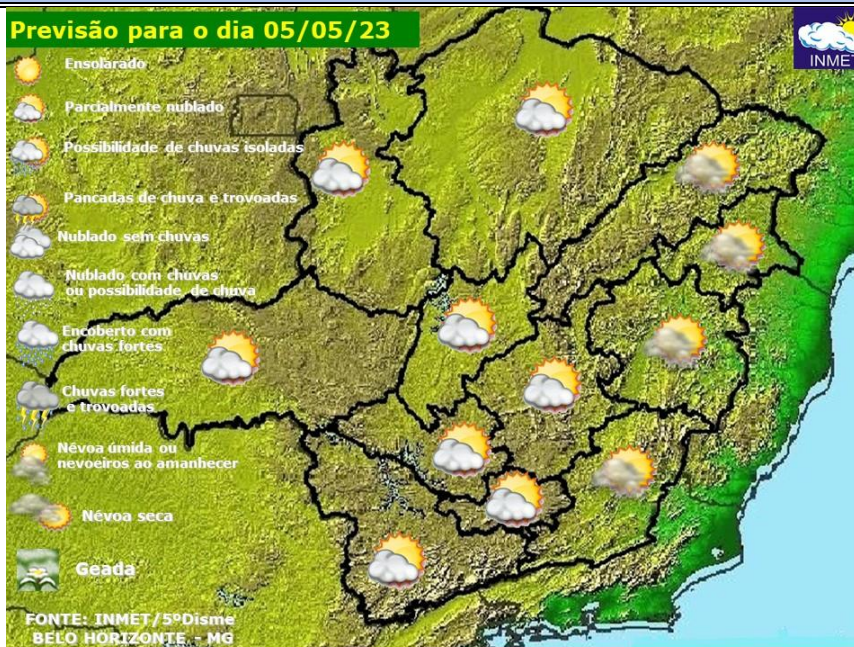 Previsão para o dia 05/05/23
INMET
Ensolarado
Parcialmente nublado
Possibilidade de chuvas isoladas
Pancadas de chuva e trovoadas
Nublado sem chuvas
Nublado com chuvas
ou possibilidade de chuva
Encoberto com
chuvas fortes
Chuvas fortes
e trovoadas
Névoa úmida ou
nevoeiros ao amanhecer
Névoa seca
Geada
FONTE: INMET/5ºDisme
BELO HORIZONTE - MG